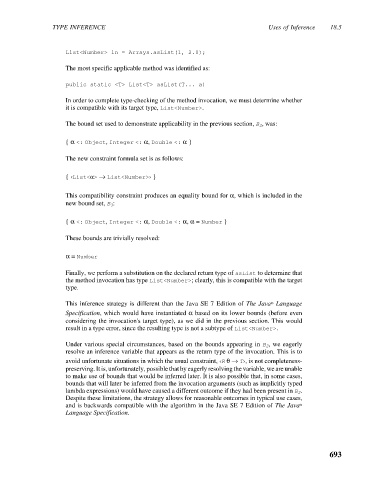 TYPE INFERENCE Uses of Inference 18.5
List<Number> ln = Arrays.asList(1, 2.0);
The most specific applicable method was identified as:
public static <T> List<T> asList(T... a)
In order to complete type-checking of the method invocation, we must determine whether
it is compatible with its target type, List<Number>.
The bound set used to demonstrate applicability in the previous section, B2, was:
{ α <: Object, Integer <: α, Double <: α }
The new constraint formula set is as follows:
{ ‹List<α> → List<Number>› }
This compatibility constraint produces an equality bound for α, which is included in the
new bound set, B3:
{ α <: Object, Integer <: α, Double <: α, α = Number }
These bounds are trivially resolved:
α = Number
Finally, we perform a substitution on the declared return type of asList to determine that
the method invocation has type List<Number>; clearly, this is compatible with the target
type.
This inference strategy is different than the Java SE 7 Edition of The Java® Language
Specification, which would have instantiated α based on its lower bounds (before even
considering the invocation's target type), as we did in the previous section. This would
result in a type error, since the resulting type is not a subtype of List<Number>.
Under various special circumstances, based on the bounds appearing in B2, we eagerly
resolve an inference variable that appears as the return type of the invocation. This is to
avoid unfortunate situations in which the usual constraint, ‹R θ → T›, is not completeness-
preserving. It is, unfortunately, possible that by eagerly resolving the variable, we are unable
to make use of bounds that would be inferred later. It is also possible that, in some cases,
bounds that will later be inferred from the invocation arguments (such as implicitly typed
lambda expressions) would have caused a different outcome if they had been present in B2.
Despite these limitations, the strategy allows for reasonable outcomes in typical use cases,
and is backwards compatible with the algorithm in the Java SE 7 Edition of The Java®
Language Specification.
693